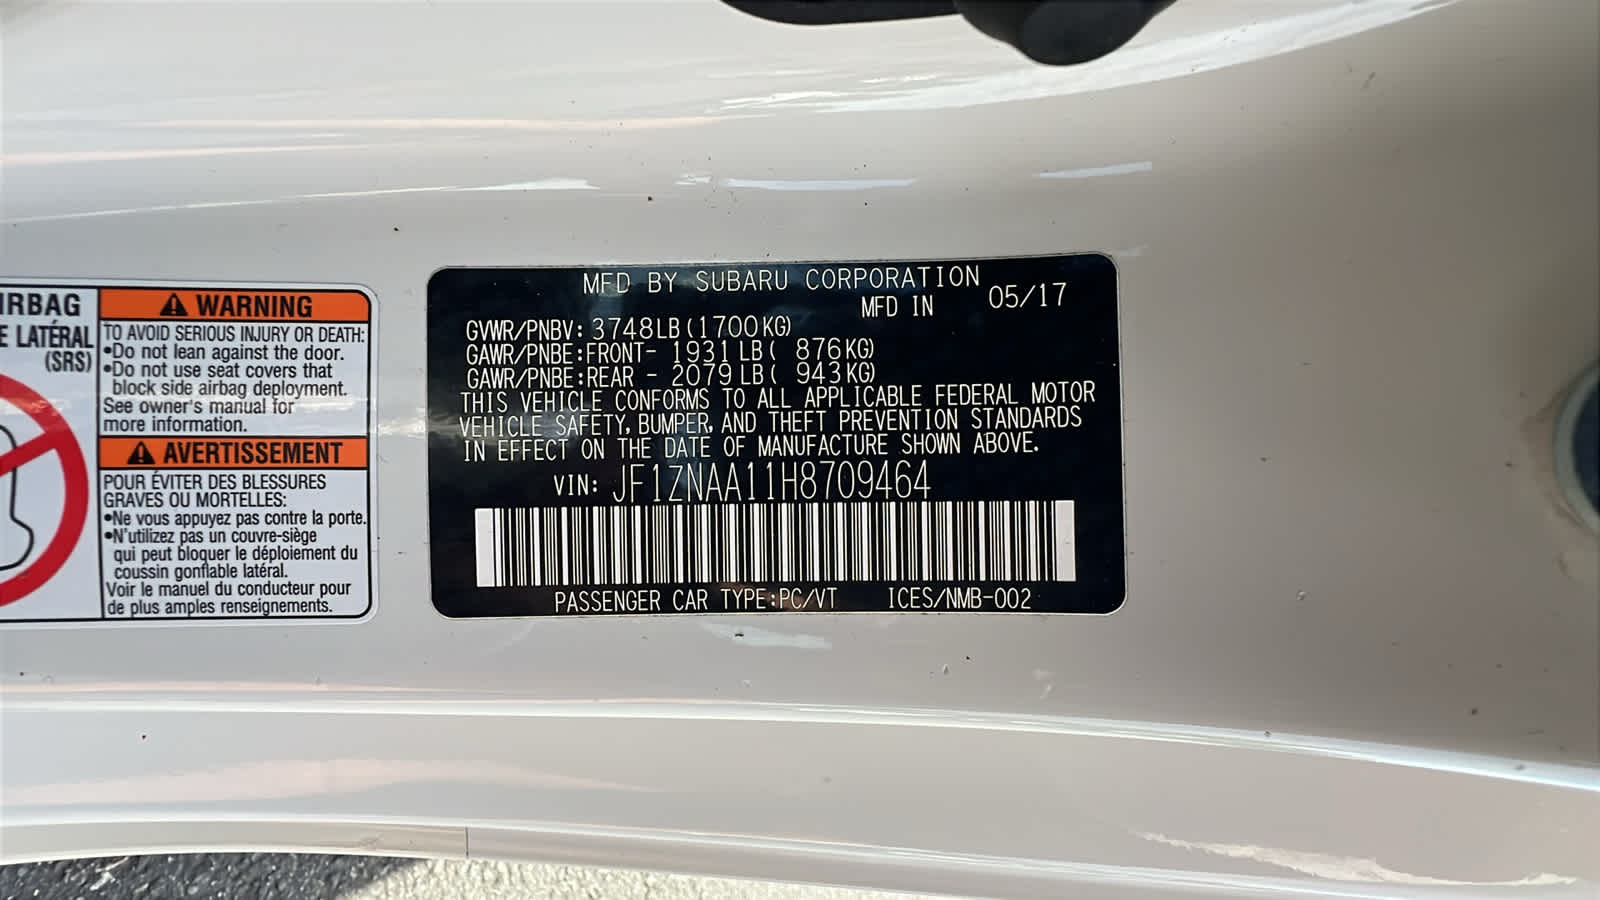 IRBAG
E LATÉRAL
(SRS)
WARNING
TO AVOID SERIOUS INJURY OR DEATH:
•Do not lean against the door.
•Do not use seat covers that
block side airbag deployment.
See owner's manual for
more information.
AVERTISSEMENT
POUR ÉVITER DES BLESSURES
GRAVES OU MORTELLES:
•Ne vous appuyez pas contre la porte.
•N'utilizez pas un couvre-siège
qui peut bloquer le déploiement du
coussin gonflable latéral.
Voir le manuel du conducteur pour
de plus amples renseignements.
MFD BY SUBARU CORPORATION
MFD IN 05/17
GVWR/PNBV: 3748LB(1700KG)
GAWR/PNBE:FRONT- 1931LB( 876KG)
GAWR/PNBE:REAR - 2079LB( 943KG)
THIS VEHICLE CONFORMS TO ALL APPLICABLE FEDERAL MOTOR
VEHICLE SAFETY, BUMPER, AND THEFT PREVENTION STANDARDS
IN EFFECT ON THE DATE OF MANUFACTURE SHOWN ABOVE.
VIN: JF1ZNAA11H8709464
PASSENGER CAR TYPE:PC/VT ICES/NMB-002